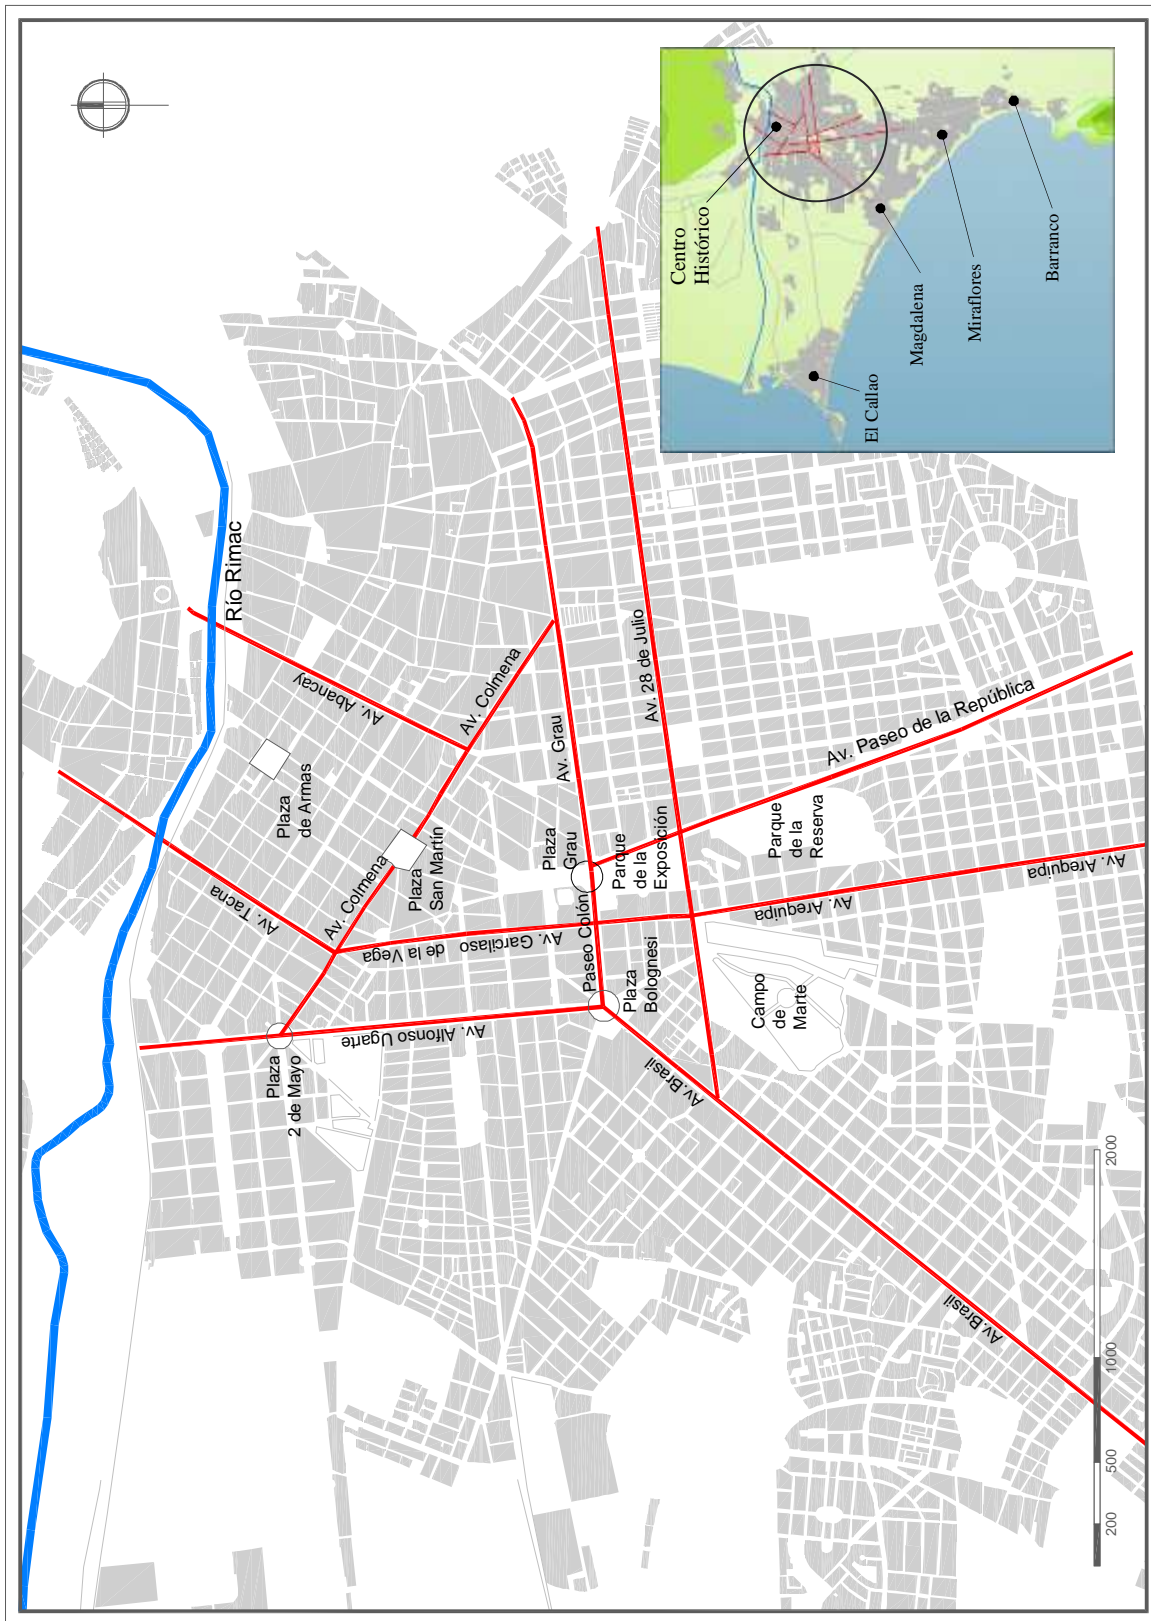 Río Rimac
Av. Tacna
Av. Abancay
Plaza
de Armas
Av. Colmena
Av. Colmena
Plaza
San Martín
Av. Garcilaso de la Vega
Plaza
2 de Mayo
Av. Alfonso Ugarte
Av. Grau
Plaza
Grau
Paseo Colón
Plaza
Bolognesi
Parque
de la
Exposición
Av. 28 de Julio
Av. Paseo de la República
Parque
de la
Reserva
Av. Arequipa
Av. Arequipa
Campo
de
Marte
Av.Brasil
Av.Brasil
Centro
Histórico
El Callao
Magdalena
Miraflores
Barranco
200
500
1000
2000